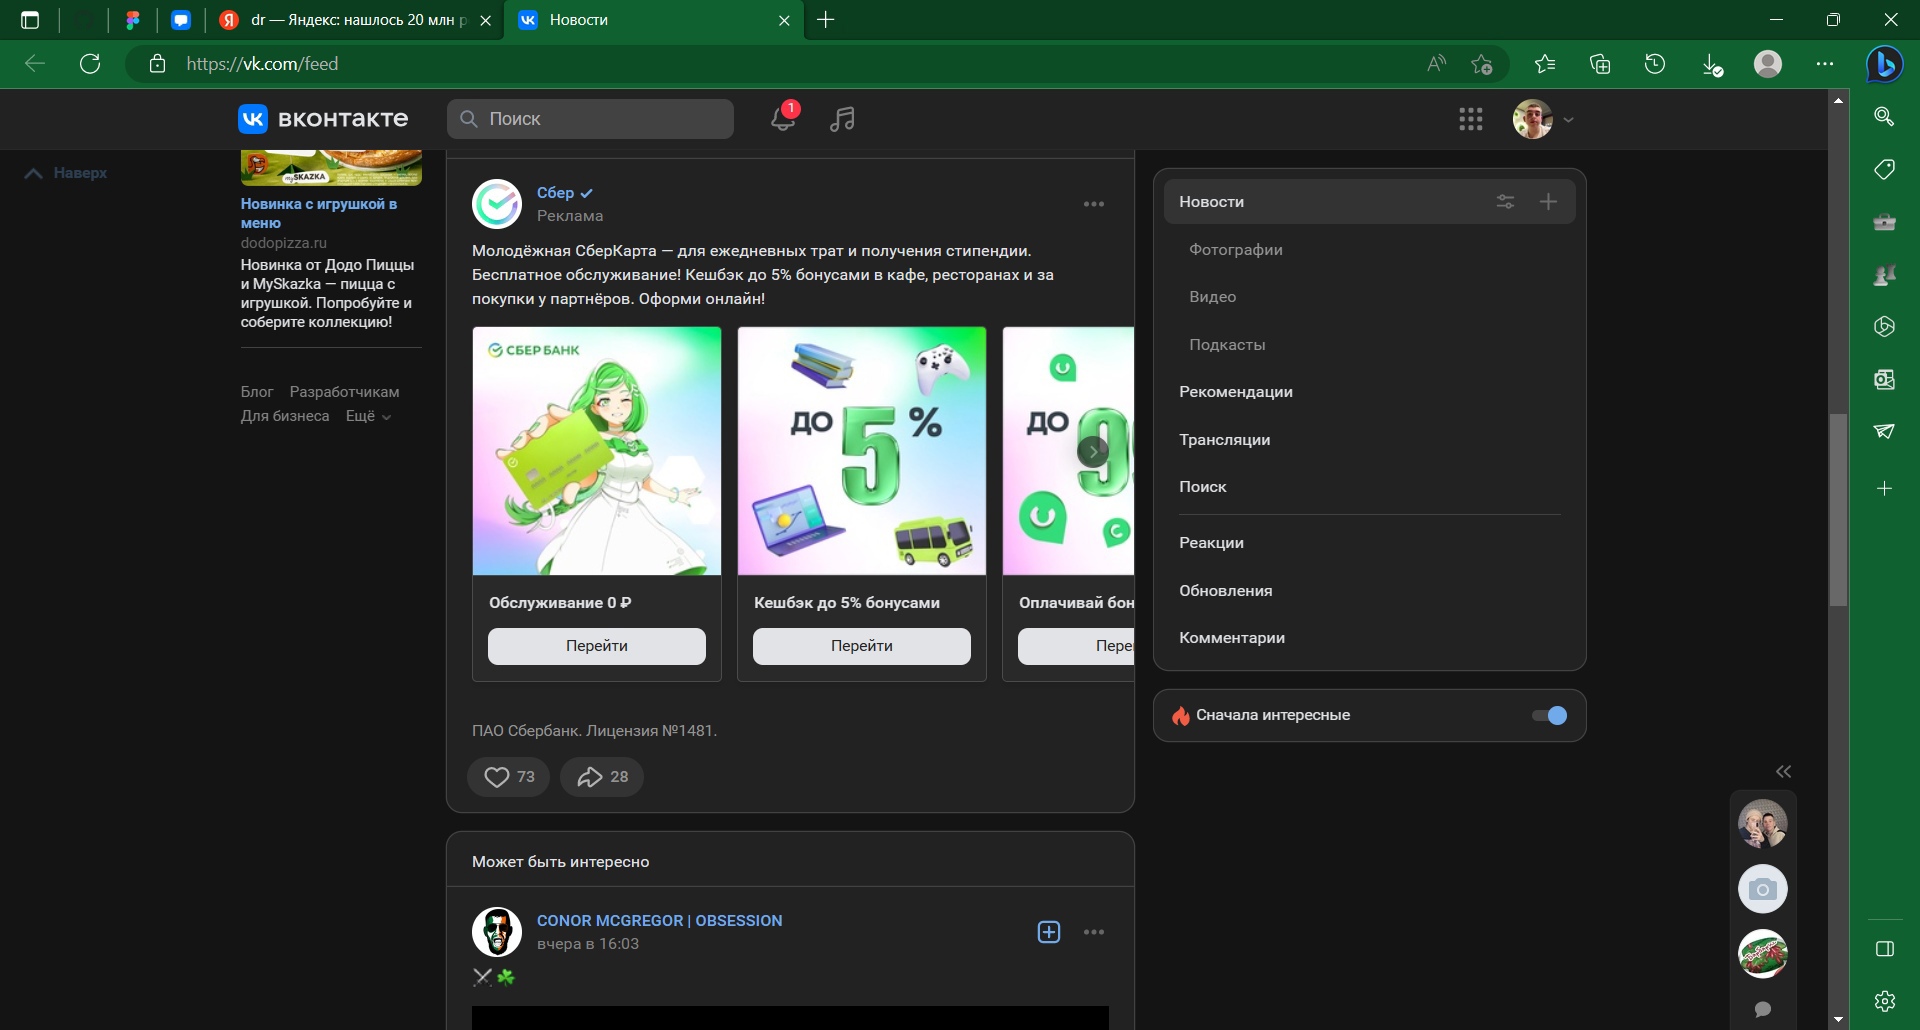 dr — Яндекс: нашлось 20 млн р
Новости
https://vk.com/feed
ВКОНТАКТЕ
Поиск
1
Наверх
mySKAZKA
Новинка с игрушкой в
меню
dodopizza.ru
Новинка от Додо Пиццы
и MySkazka — пицца с
игрушкой. Попробуйте и
соберите коллекцию!
Блог Разработчикам
Для бизнеса Ещё
Сбер
Реклама
Молодёжная СберКарта — для ежедневных трат и получения стипендии.
Бесплатное обслуживание! Кешбэк до 5% бонусами в кафе, ресторанах и за
покупки у партнёров. Оформи онлайн!
СБЕР БАНК
ДО 5 %
ДО 9
Обслуживание 0 ₽
Перейти
Кешбэк до 5% бонусами
Перейти
Оплачивай бон
Пере
ПАО Сбербанк. Лицензия №1481.
73
28
Может быть интересно
CONOR MCGREGOR | OBSESSION
вчера в 16:03
⚔☘
Новости
Фотографии
Видео
Подкасты
Рекомендации
Трансляции
Поиск
Реакции
Обновления
Комментарии
Сначала интересные